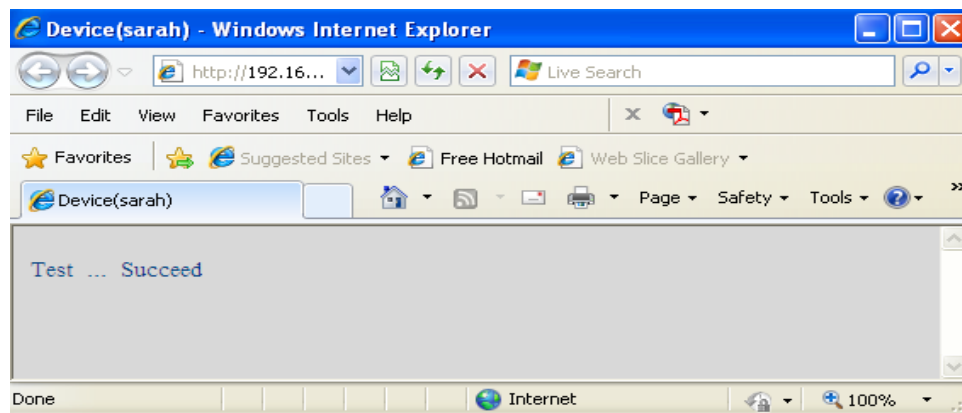 Device(sarah) - Windows Internet Explorer
http://192.16... Live Search
File Edit View Favorites Tools Help
Favorites Suggested Sites Free Hotmail Web Slice Gallery
Device(sarah) Page Safety Tools
Test ... Succeed
Done Internet 100%